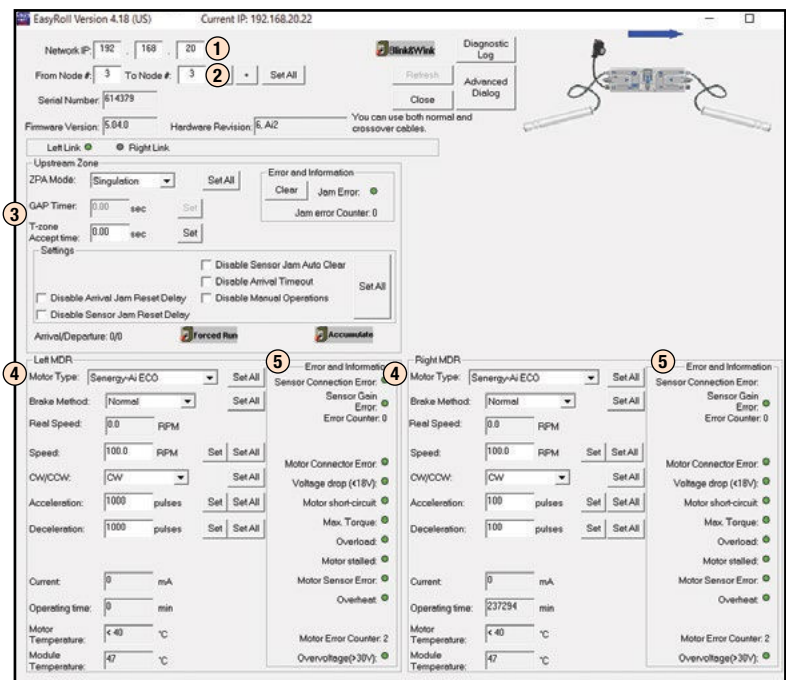 EasyRoll Version 4.18 (US) Current IP: 192.168.20.22
Network IP: 192 . 168 . 20 1
Blink&Wink
Diagnostic Log
From Node #: 3 To Node #: 3 2 + Set All
Refresh
Advanced Dialog
Serial Number: 614379
Close
You can use both normal and crossover cables.
Firmware Version: 5.04.0 Hardware Revision: 6, Ai2
Left Link Right Link
Upstream Zone
ZPA Mode: Singulation Set All
Error and Information
Clear Jam Error:
Jam error Counter: 0
3
GAP Timer: 0.00 sec Set
T-zone Accept time: 0.00 sec Set
Settings
Disable Sensor Jam Auto Clear
Disable Arrival Timeout
Set All
Disable Arrival Jam Reset Delay Disable Manual Operations
Disable Sensor Jam Reset Delay
Arrival/Departure: 0/0 Forced Run Accumulate
Left MDR
4
Motor Type: Senergy-Ai ECO Set All
Brake Method: Normal Set All
Real Speed: 0.0 RPM
Speed: 100.0 RPM Set Set All
CW/CCW: CW Set All
Acceleration: 1000 pulses Set Set All
Deceleration: 1000 pulses Set Set All
Current: 0 mA
Operating time: 0 min
Motor Temperature: < 40 °C
Module Temperature: 47 °C
5
Error and Informatio
Sensor Connection Error:
Sensor Gain Error:
Error Counter: 0
Motor Connector Error:
Voltage drop (<18V):
Motor short-circuit:
Max. Torque:
Overload:
Motor stalled:
Motor Sensor Error:
Overheat:
Motor Error Counter: 2
Overvoltage(>30V):
Right MDR
4
Motor Type: Senergy-Ai ECO Set All
Brake Method: Normal Set All
Real Speed: 0.0 RPM
Speed: 100.0 RPM Set Set All
CW/CCW: CW Set All
Acceleration: 100 pulses Set Set All
Deceleration: 100 pulses Set Set All
Current: 0 mA
Operating time: 237294 min
Motor Temperature: < 40 °C
Module Temperature: 47 °C
5
Error and Information
Sensor Connection Error:
Sensor Gain Error:
Error Counter: 0
Motor Connector Error:
Voltage drop (<18V):
Motor short-circuit:
Max. Torque:
Overload:
Motor stalled:
Motor Sensor Error:
Overheat:
Motor Error Counter: 2
Overvoltage(>30V):